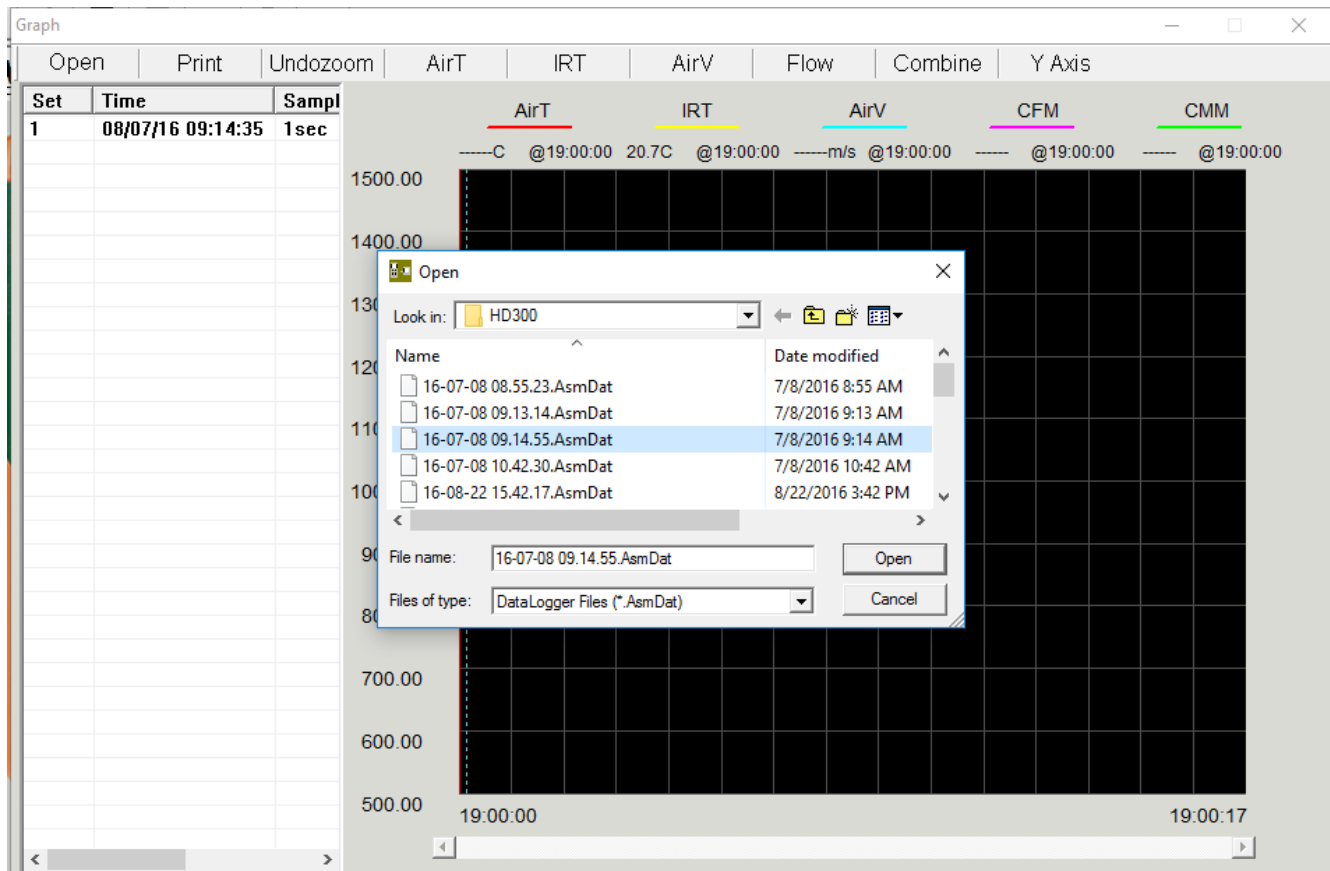 Graph
Open Print Undozoom AirT IRT AirV Flow Combine Y Axis
Set Time Sampl
1 08/07/16 09:14:35 1sec
AirT IRT AirV CFM CMM
------C @19:00:00 20.7C @19:00:00 ------m/s @19:00:00 ------ @19:00:00 ------ @19:00:00
1500.00
1400.00
Open
Look in: HD300
Name Date modified
16-07-08 08.55.23.AsmDat 7/8/2016 8:55 AM
16-07-08 09.13.14.AsmDat 7/8/2016 9:13 AM
16-07-08 09.14.55.AsmDat 7/8/2016 9:14 AM
16-07-08 10.42.30.AsmDat 7/8/2016 10:42 AM
16-08-22 15.42.17.AsmDat 8/22/2016 3:42 PM
File name: 16-07-08 09.14.55.AsmDat Open
Files of type: DataLogger Files (*.AsmDat) Cancel
700.00
600.00
500.00
19:00:00 19:00:17